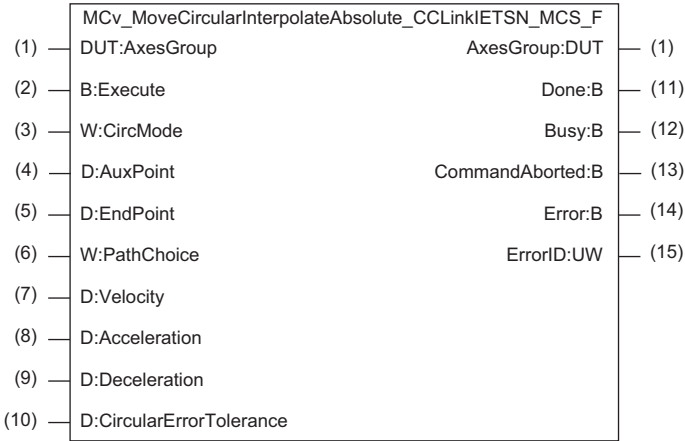 MCv_MoveCircularInterpolateAbsolute_CCLinkIETSN_MCS_F
(1) DUT:AxesGroup AxesGroup:DUT (1)
(2) B:Execute Done:B (11)
(3) W:CircMode Busy:B (12)
(4) D:AuxPoint CommandAborted:B (13)
(5) D:EndPoint Error:B (14)
(6) W:PathChoice ErrorID:UW (15)
(7) D:Velocity
(8) D:Acceleration
(9) D:Deceleration
(10) D:CircularErrorTolerance